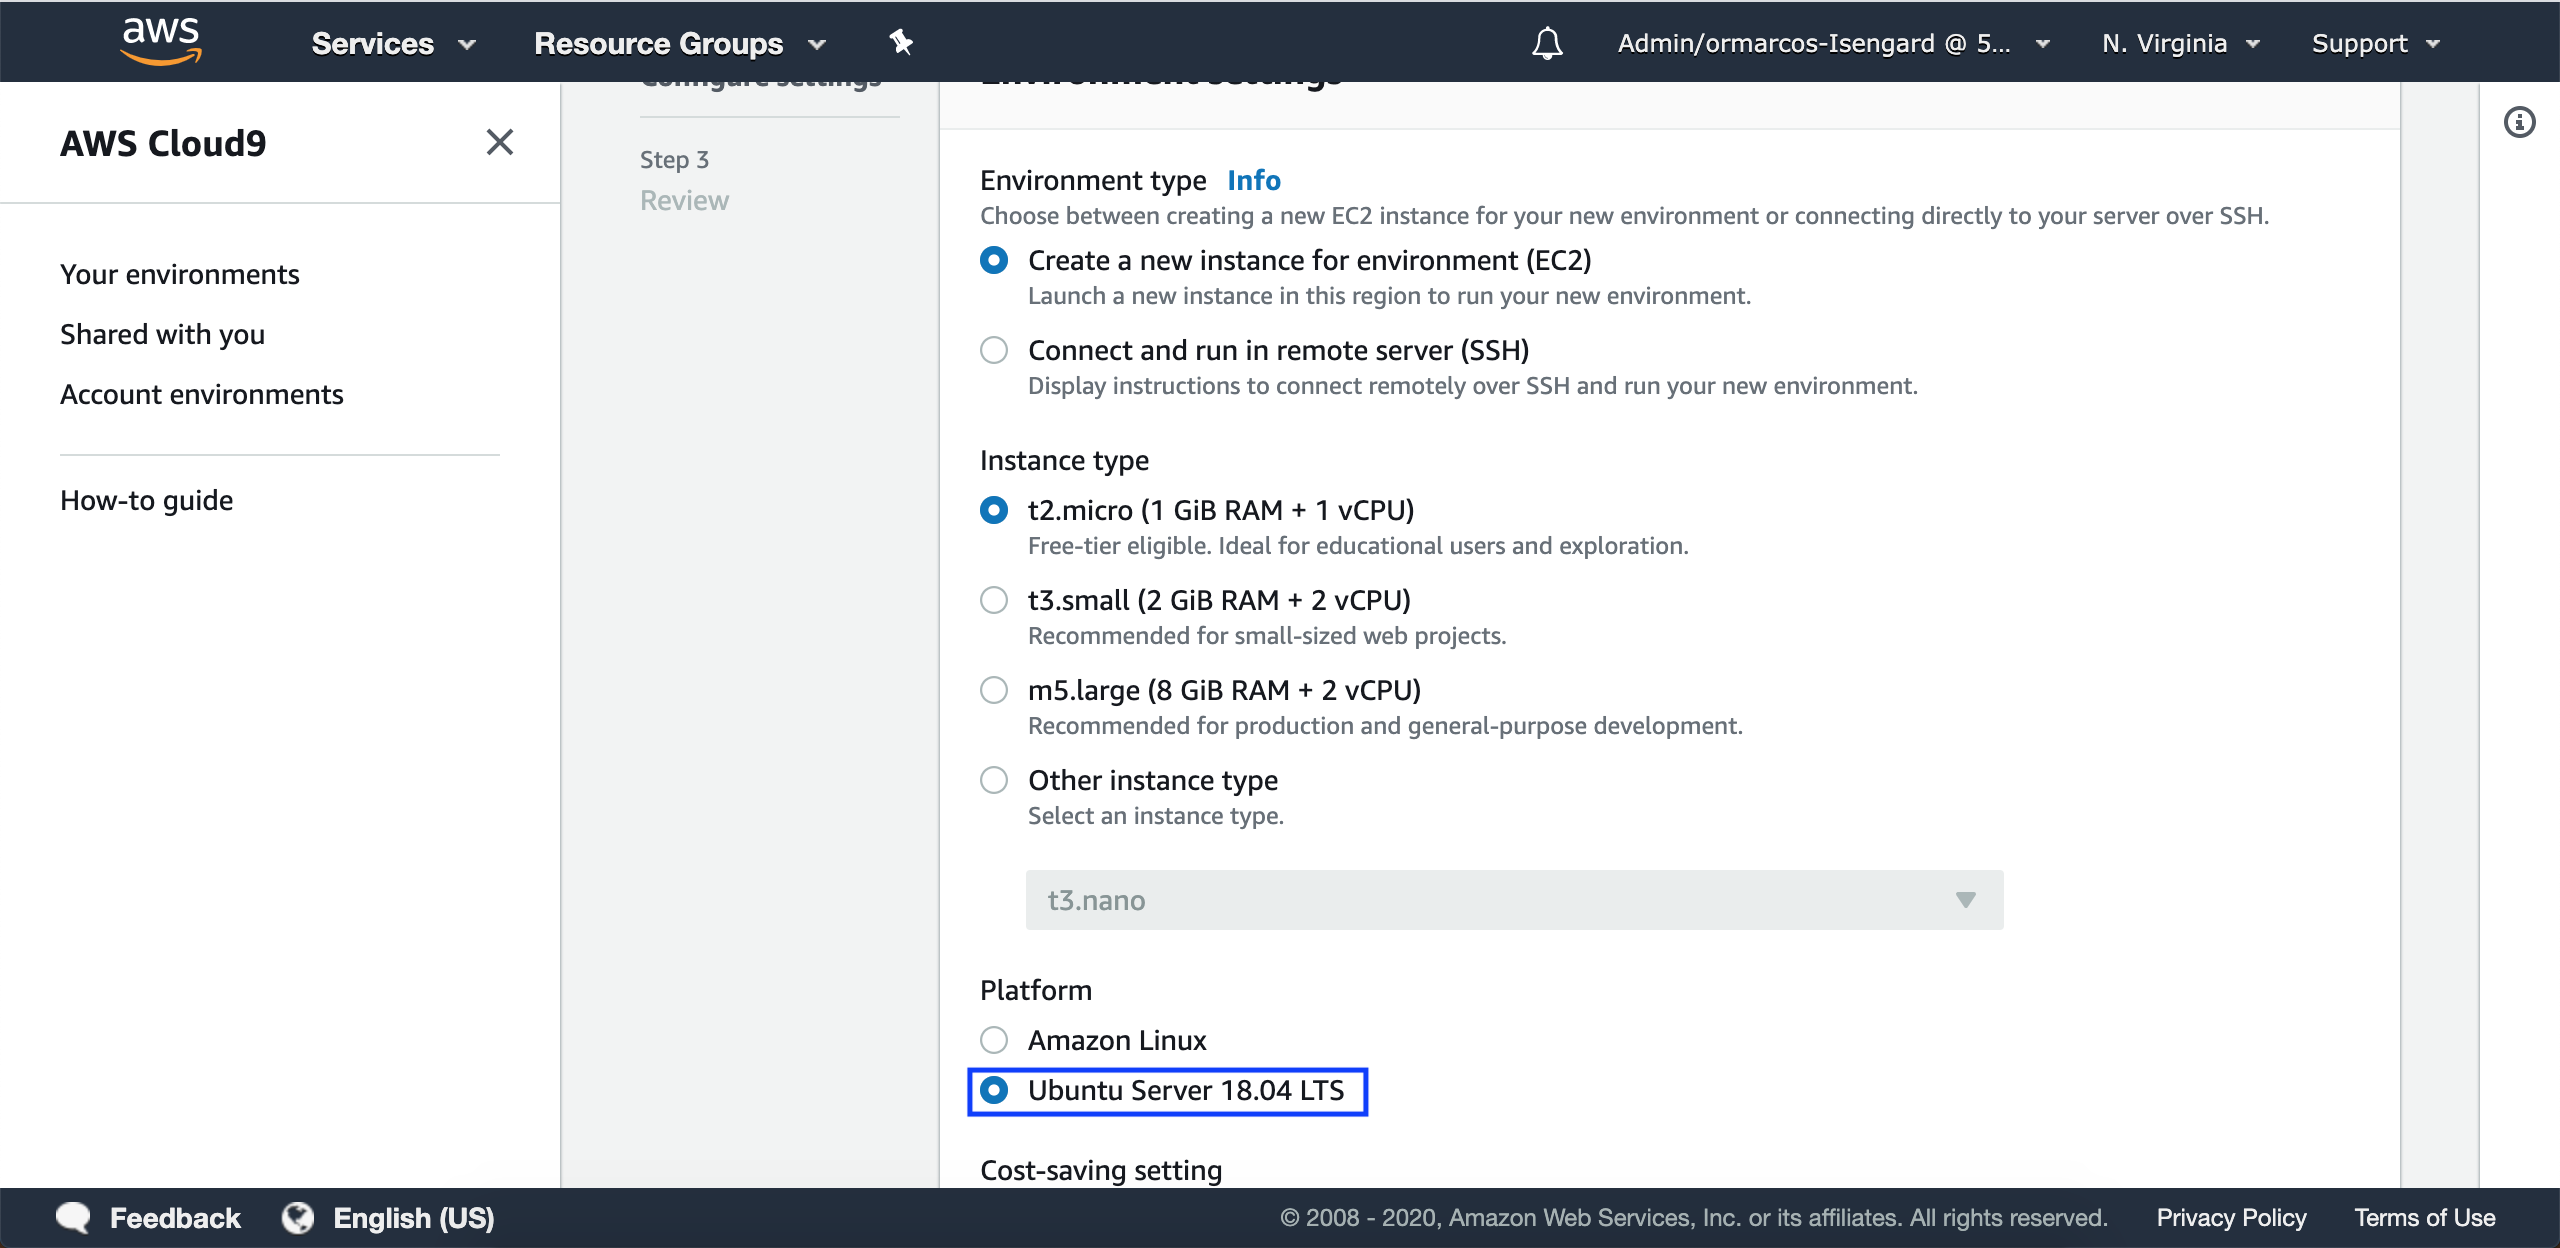 aws
Services
Resource Groups
Admin/ormarcos-Isengard @ 5...
N. Virginia
Support
AWS Cloud9
Your environments
Shared with you
Account environments
How-to guide
Configure settings
Step 3
Review
Environment settings
Environment type Info
Choose between creating a new EC2 instance for your new environment or connecting directly to your server over SSH.
Create a new instance for environment (EC2)
Launch a new instance in this region to run your new environment.
Connect and run in remote server (SSH)
Display instructions to connect remotely over SSH and run your new environment.
Instance type
t2.micro (1 GiB RAM + 1 vCPU)
Free-tier eligible. Ideal for educational users and exploration.
t3.small (2 GiB RAM + 2 vCPU)
Recommended for small-sized web projects.
m5.large (8 GiB RAM + 2 vCPU)
Recommended for production and general-purpose development.
Other instance type
Select an instance type.
t3.nano
Platform
Amazon Linux
Ubuntu Server 18.04 LTS
Cost-saving setting
Feedback
English (US)
© 2008 - 2020, Amazon Web Services, Inc. or its affiliates. All rights reserved.
Privacy Policy
Terms of Use